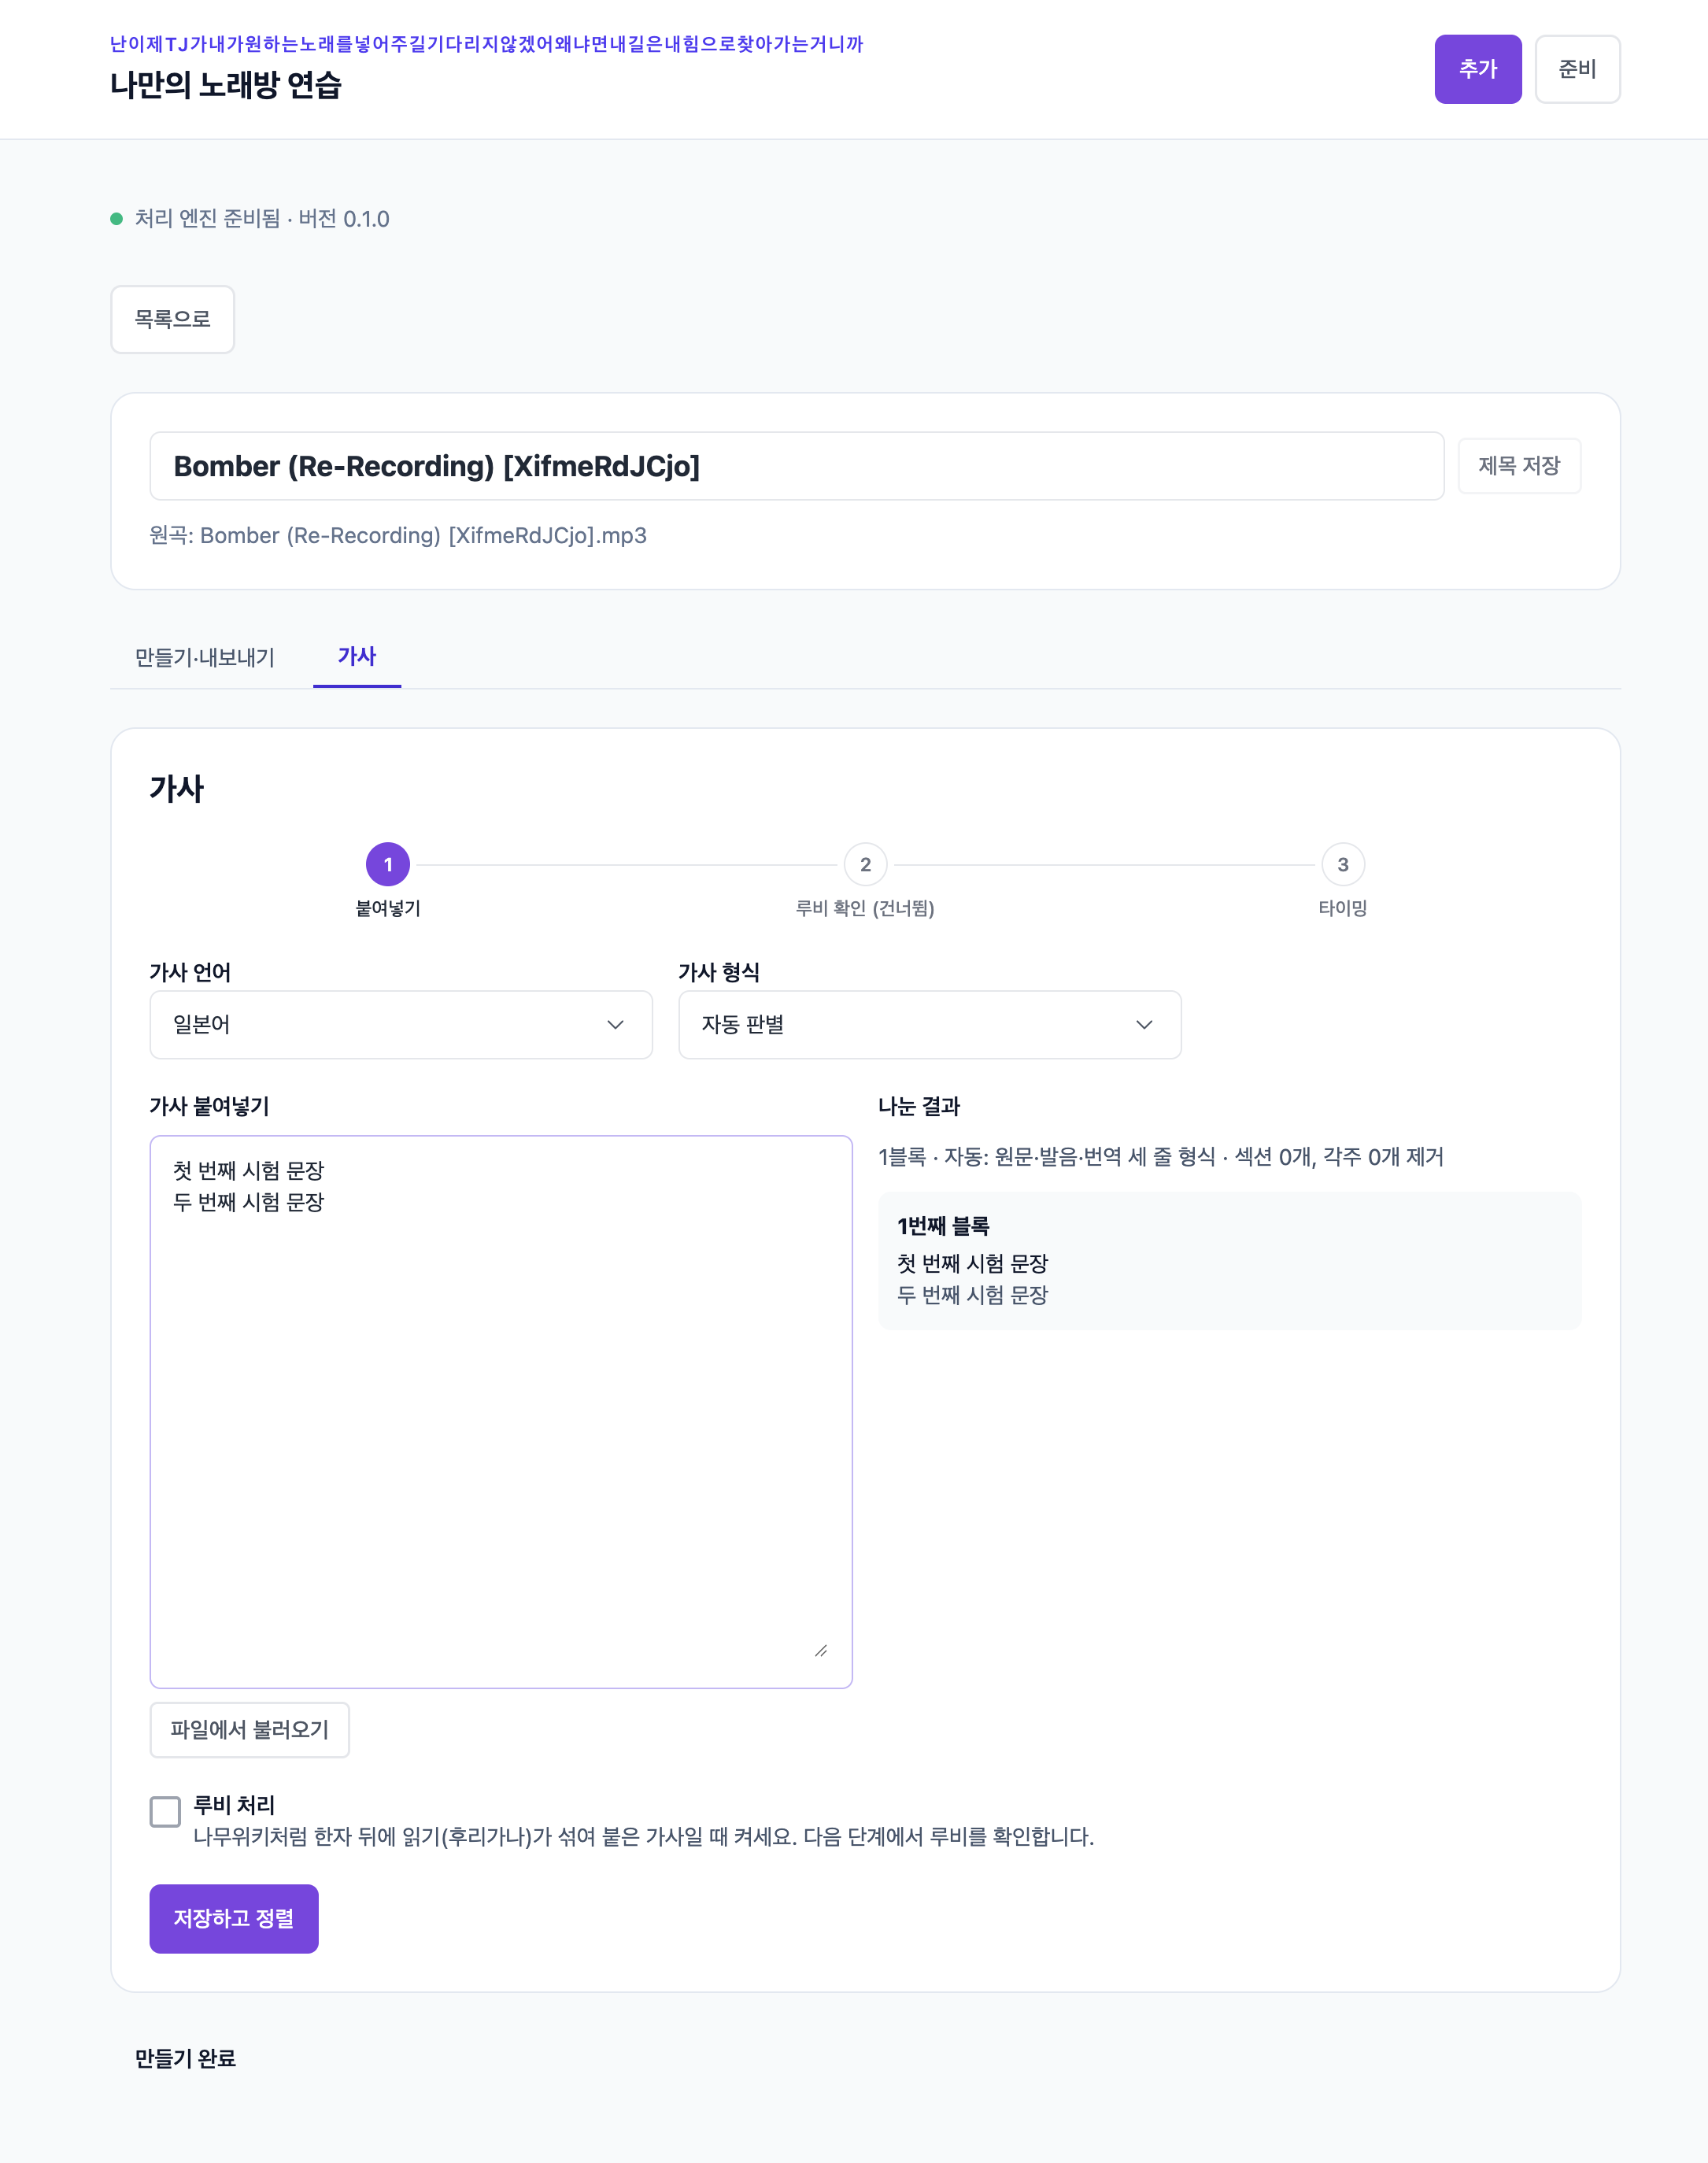 난이제TJ가내가원하는노래를넣어주길기다리지않겠어왜냐면내길은내힘으로찾아가는거니까
나만의 노래방 연습
추가
준비
처리 엔진 준비됨 · 버전 0.1.0
목록으로
Bomber (Re-Recording) [XifmeRdJCjo]
제목 저장
원곡: Bomber (Re-Recording) [XifmeRdJCjo].mp3
만들기·내보내기
가사
가사
1
붙여넣기
2
루비 확인 (건너뜀)
3
타이밍
가사 언어
일본어
가사 형식
자동 판별
가사 붙여넣기
첫 번째 시험 문장
두 번째 시험 문장
나눈 결과
1블록 · 자동: 원문·발음·번역 세 줄 형식 · 섹션 0개, 각주 0개 제거
1번째 블록
첫 번째 시험 문장
두 번째 시험 문장
파일에서 불러오기
루비 처리
나무위키처럼 한자 뒤에 읽기(후리가나)가 섞여 붙은 가사일 때 켜세요. 다음 단계에서 루비를 확인합니다.
저장하고 정렬
만들기 완료